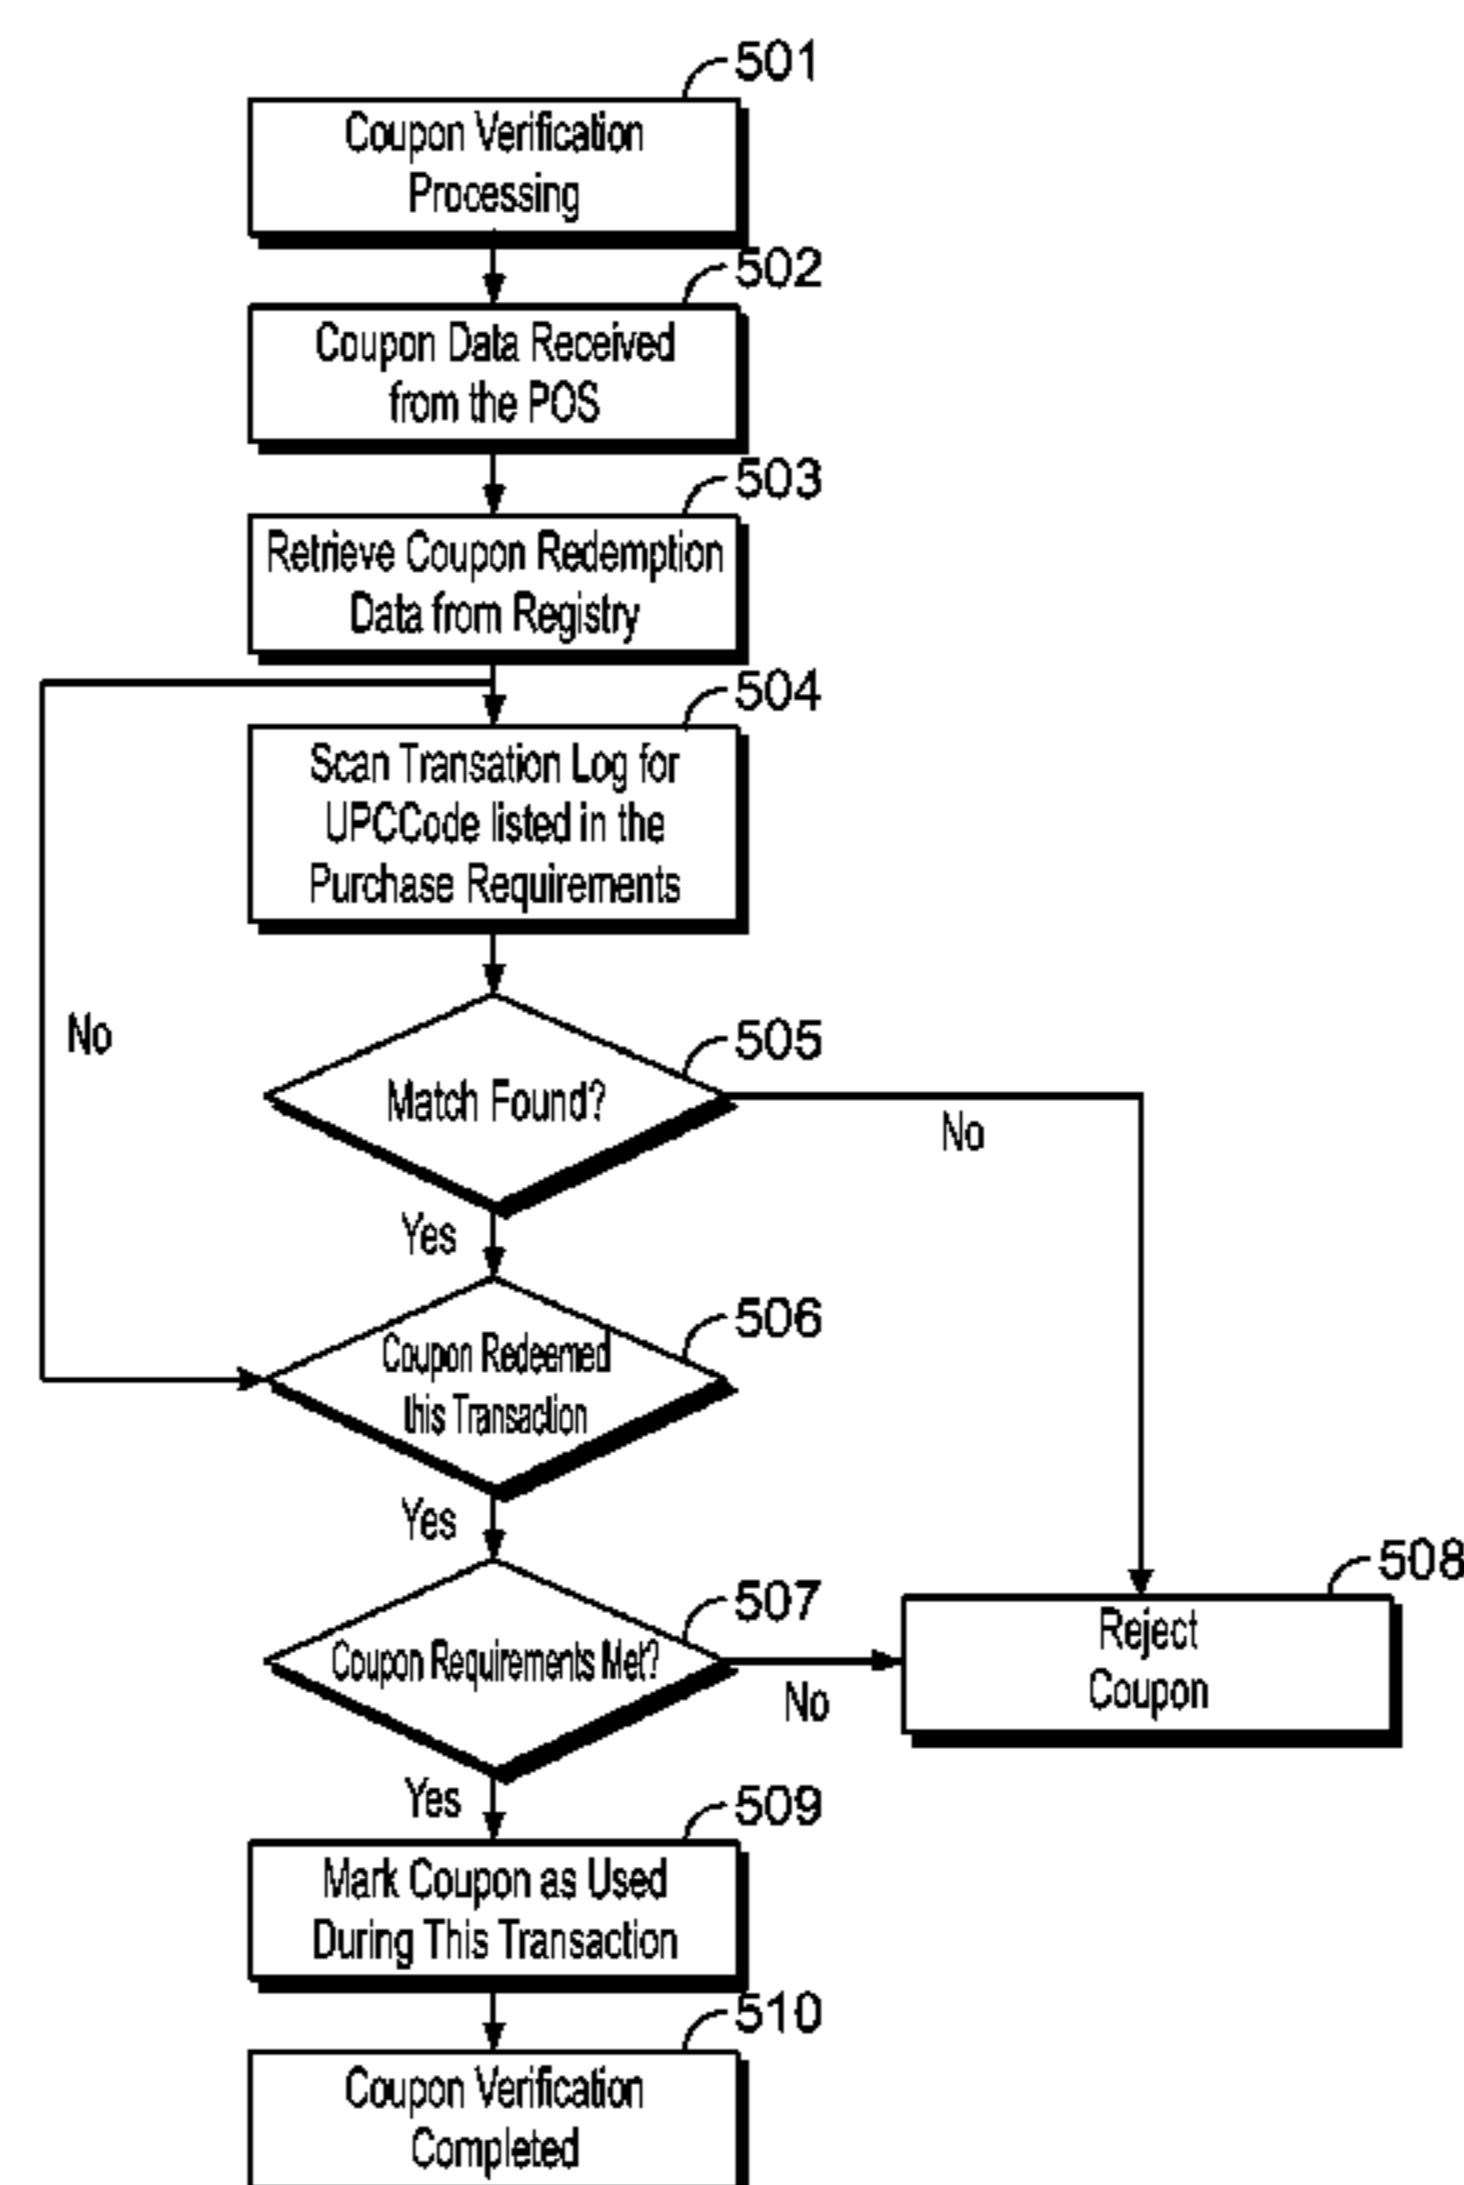 501
Coupon Verification
Processing
502
Coupon Data Received
from the POS
503
Retrieve Coupon Redemption
Data from Registry
504
Scan Transation Log for
UPCCode listed in the
Purchase Requirements
No
505
Match Found?
No
Yes
506
Coupon Redeemed
this Transaction
Yes
507
Coupon Requirements Met?
No
508
Reject
Coupon
Yes
509
Mark Coupon as Used
During This Transaction
510
Coupon Verification
Completed